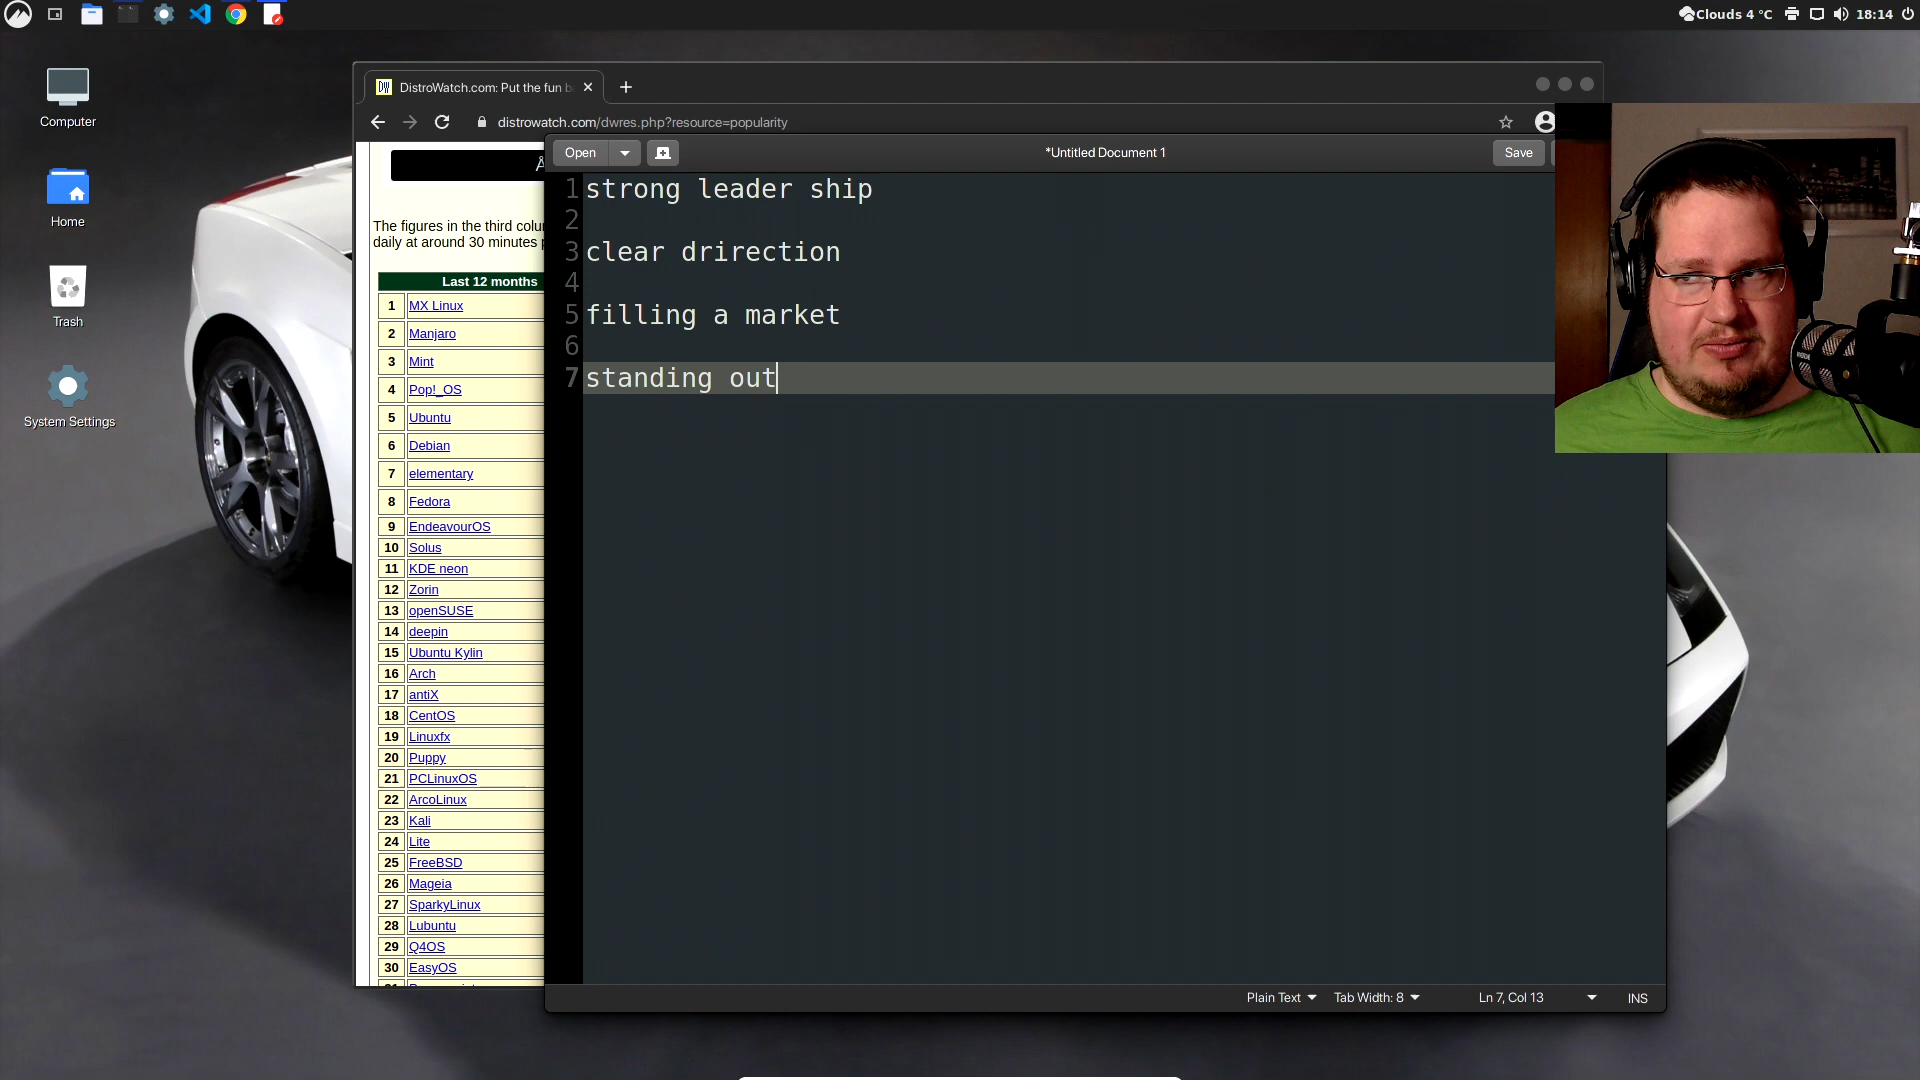 Clouds 4 °C
18:14
Computer
Home
Trash
System Settings
DW
DistroWatch.com: Put the fun b
distrowatch.com/dwres.php?resource=popularity
Open
*Untitled Document 1
Save
The figures in the third colu
daily at around 30 minutes
Last 12 months
1 MX Linux
2 Manjaro
3 Mint
4 Pop!_OS
5 Ubuntu
6 Debian
7 elementary
8 Fedora
9 EndeavourOS
10 Solus
11 KDE neon
12 Zorin
13 openSUSE
14 deepin
15 Ubuntu Kylin
16 Arch
17 antiX
18 CentOS
19 Linuxfx
20 Puppy
21 PCLinuxOS
22 ArcoLinux
23 Kali
24 Lite
25 FreeBSD
26 Mageia
27 SparkyLinux
28 Lubuntu
29 Q4OS
30 EasyOS
1 strong leader ship
2
3 clear drirection
4
5 filling a market
6
7 standing out
Plain Text
Tab Width: 8
Ln 7, Col 13
INS